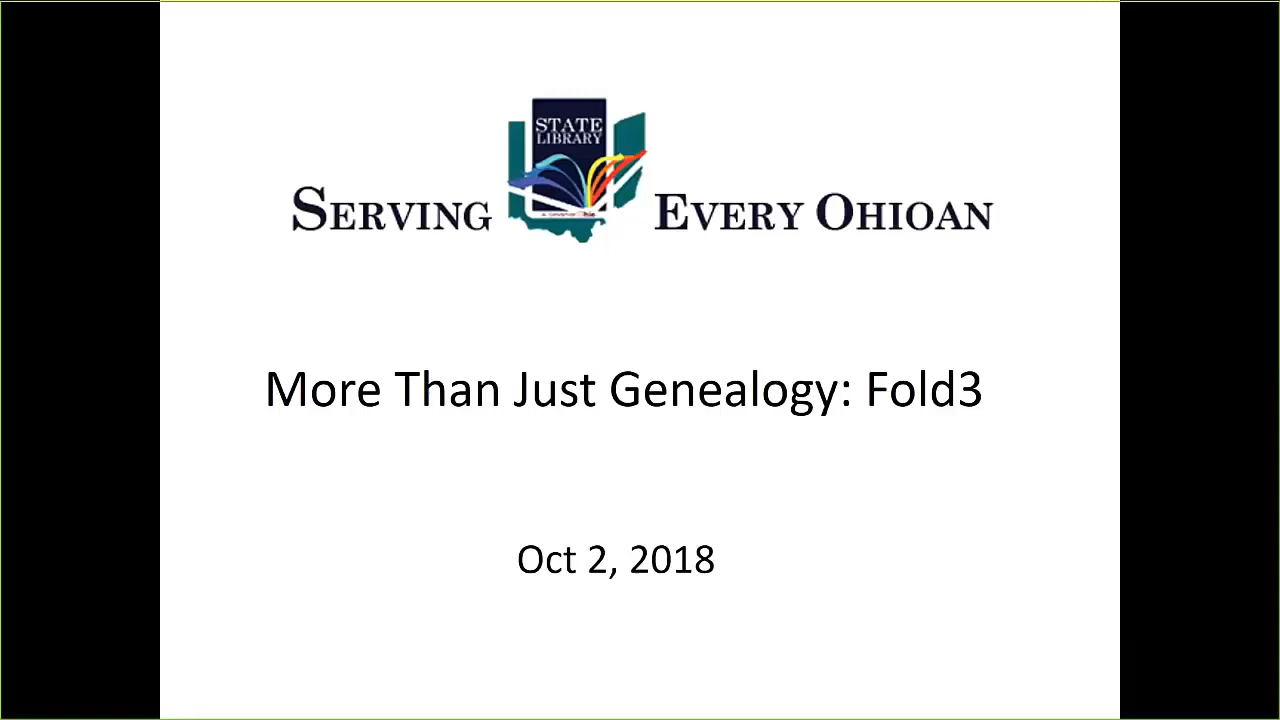 STATE
LIBRARY
SERVING EVERY OHIOAN
More Than Just Genealogy: Fold3
Oct 2, 2018